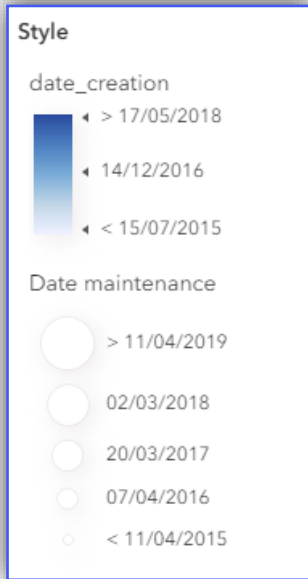 Style
date_creation
> 17/05/2018
14/12/2016
< 15/07/2015
Date maintenance
> 11/04/2019
02/03/2018
20/03/2017
07/04/2016
< 11/04/2015